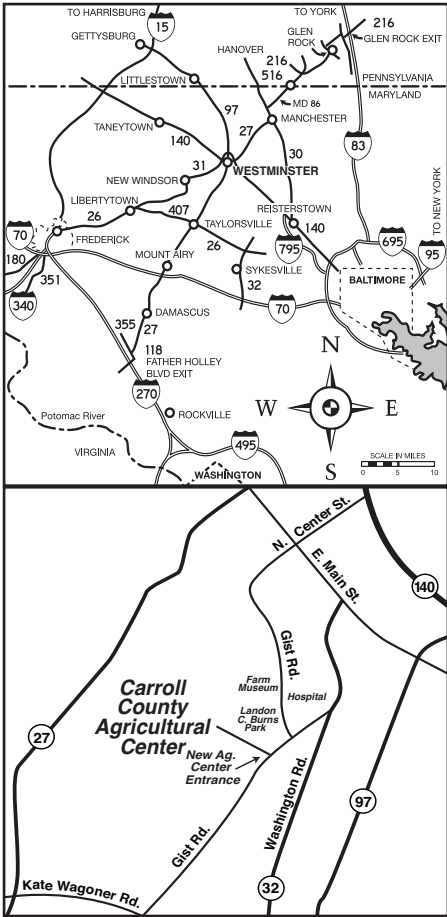 TO HARRISBURG
15
TO YORK
216
GETTYSBURG
GLEN
ROCK
GLEN ROCK EXIT
HANOVER
216
516
LITTLESTOWN
PENNSYLVANIA
MARYLAND
97
MD 86
TANEYTOWN
MANCHESTER
27
140
30
83
31
WESTMINSTER
NEW WINDSOR
TO NEW YORK
LIBERTYTOWN
407
REISTERSTOWN
26
TAYLORSVILLE
140
70
FREDERICK
695
795
95
26
180
MOUNT AIRY
SYKESVILLE
BALTIMORE
351
32
340
70
DAMASCUS
355
27
N
118
FATHER HOLLEY
BLVD EXIT
270
W
E
Potomac River
ROCKVILLE
VIRGINIA
495
S
SCALE IN MILES
0
5
10
WASHINGTON
N. Center St.
E. Main St.
140
Gist Rd.
Farm
Museum
Hospital
Carroll
County
Agricultural
Center
Landon
C. Burns
Park
27
New Ag.
Center
Entrance
Washington Rd.
97
Gist Rd.
Kate Wagoner Rd.
32